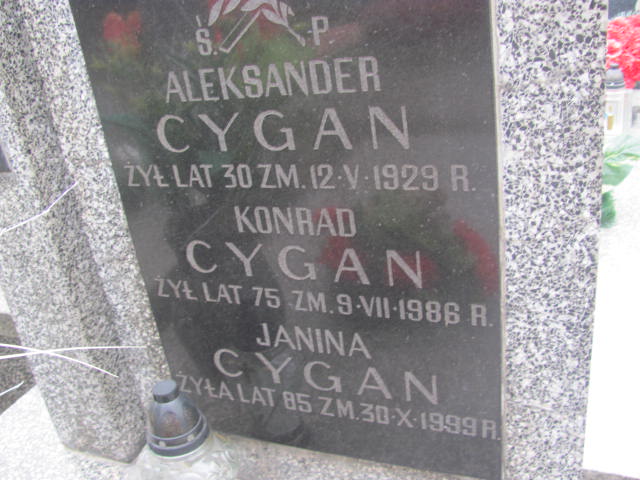 Ś. P.
ALEKSANDER
CYGAN
ŻYŁ LAT 30 ZM. 12·V·1929 R.
KONRAD
CYGAN
ŻYŁ LAT 75 ZM. 9·VII·1986 R.
JANINA
CYGAN
ŻYŁA LAT 85 ZM. 30·X·1999 R.